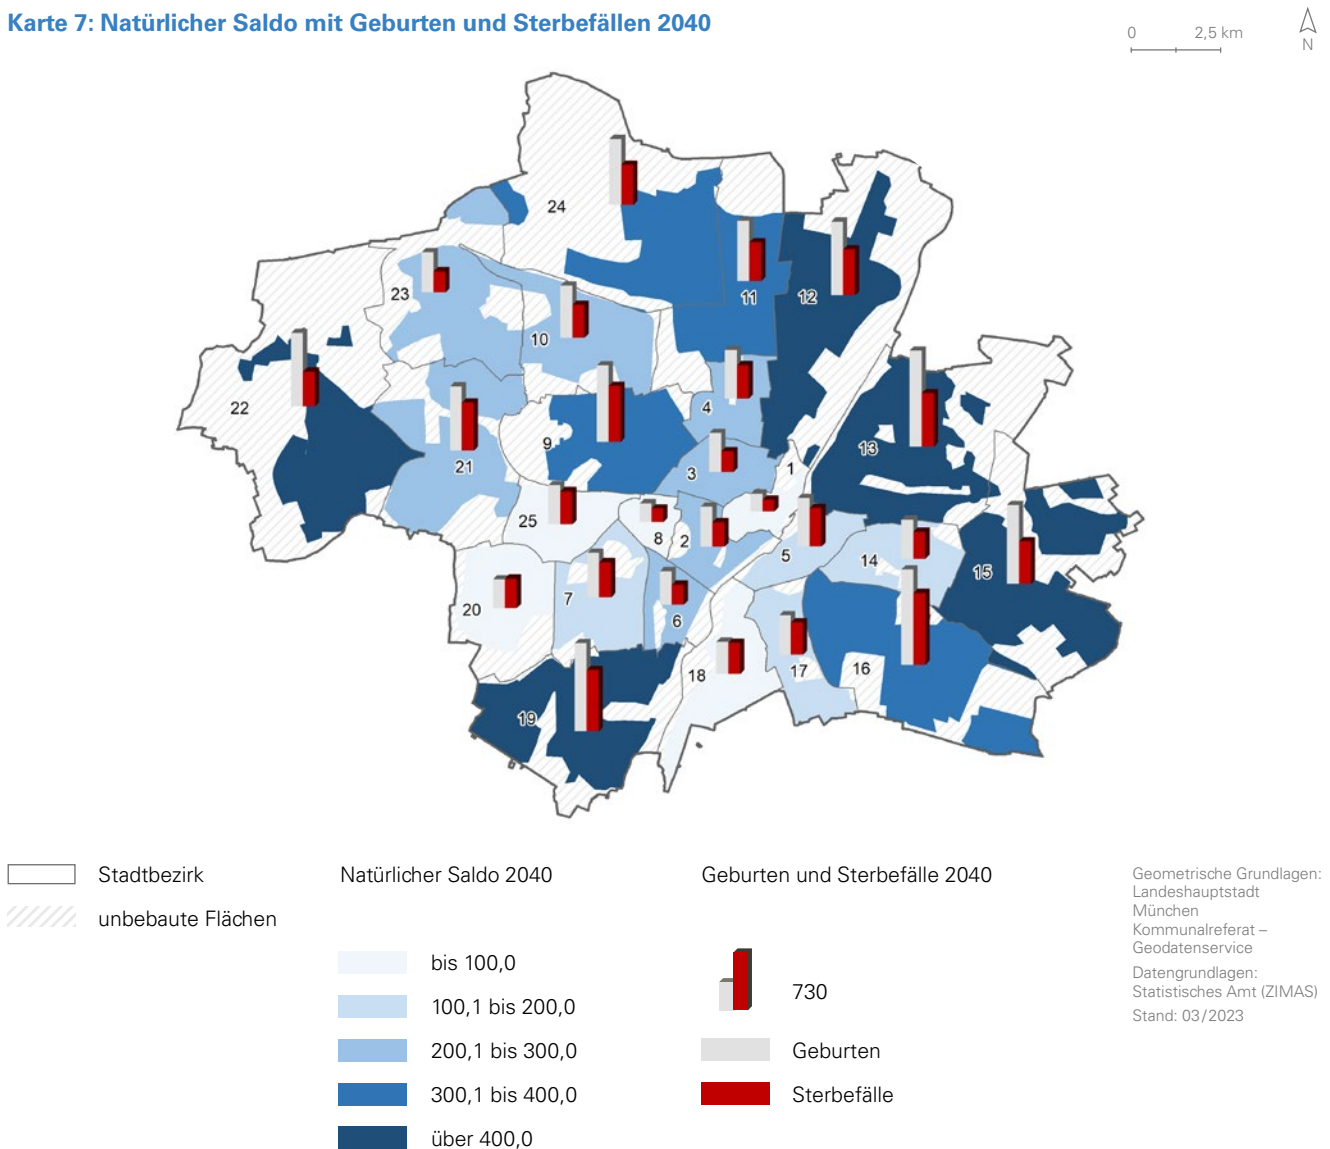 Karte 7: Natürlicher Saldo mit Geburten und Sterbefällen 2040
0 2,5 km
N
24
23
11
12
10
22
4
9
13
21
3
1
25
8
2
5
14
15
20
7
6
18
17
16
19
Stadtbezirk
unbebaute Flächen
Natürlicher Saldo 2040
bis 100,0
100,1 bis 200,0
200,1 bis 300,0
300,1 bis 400,0
über 400,0
Geburten und Sterbefälle 2040
730
Geburten
Sterbefälle
Geometrische Grundlagen:
Landeshauptstadt
München
Kommunalreferat –
Geodatenservice
Datengrundlagen:
Statistisches Amt (ZIMAS)
Stand: 03/2023